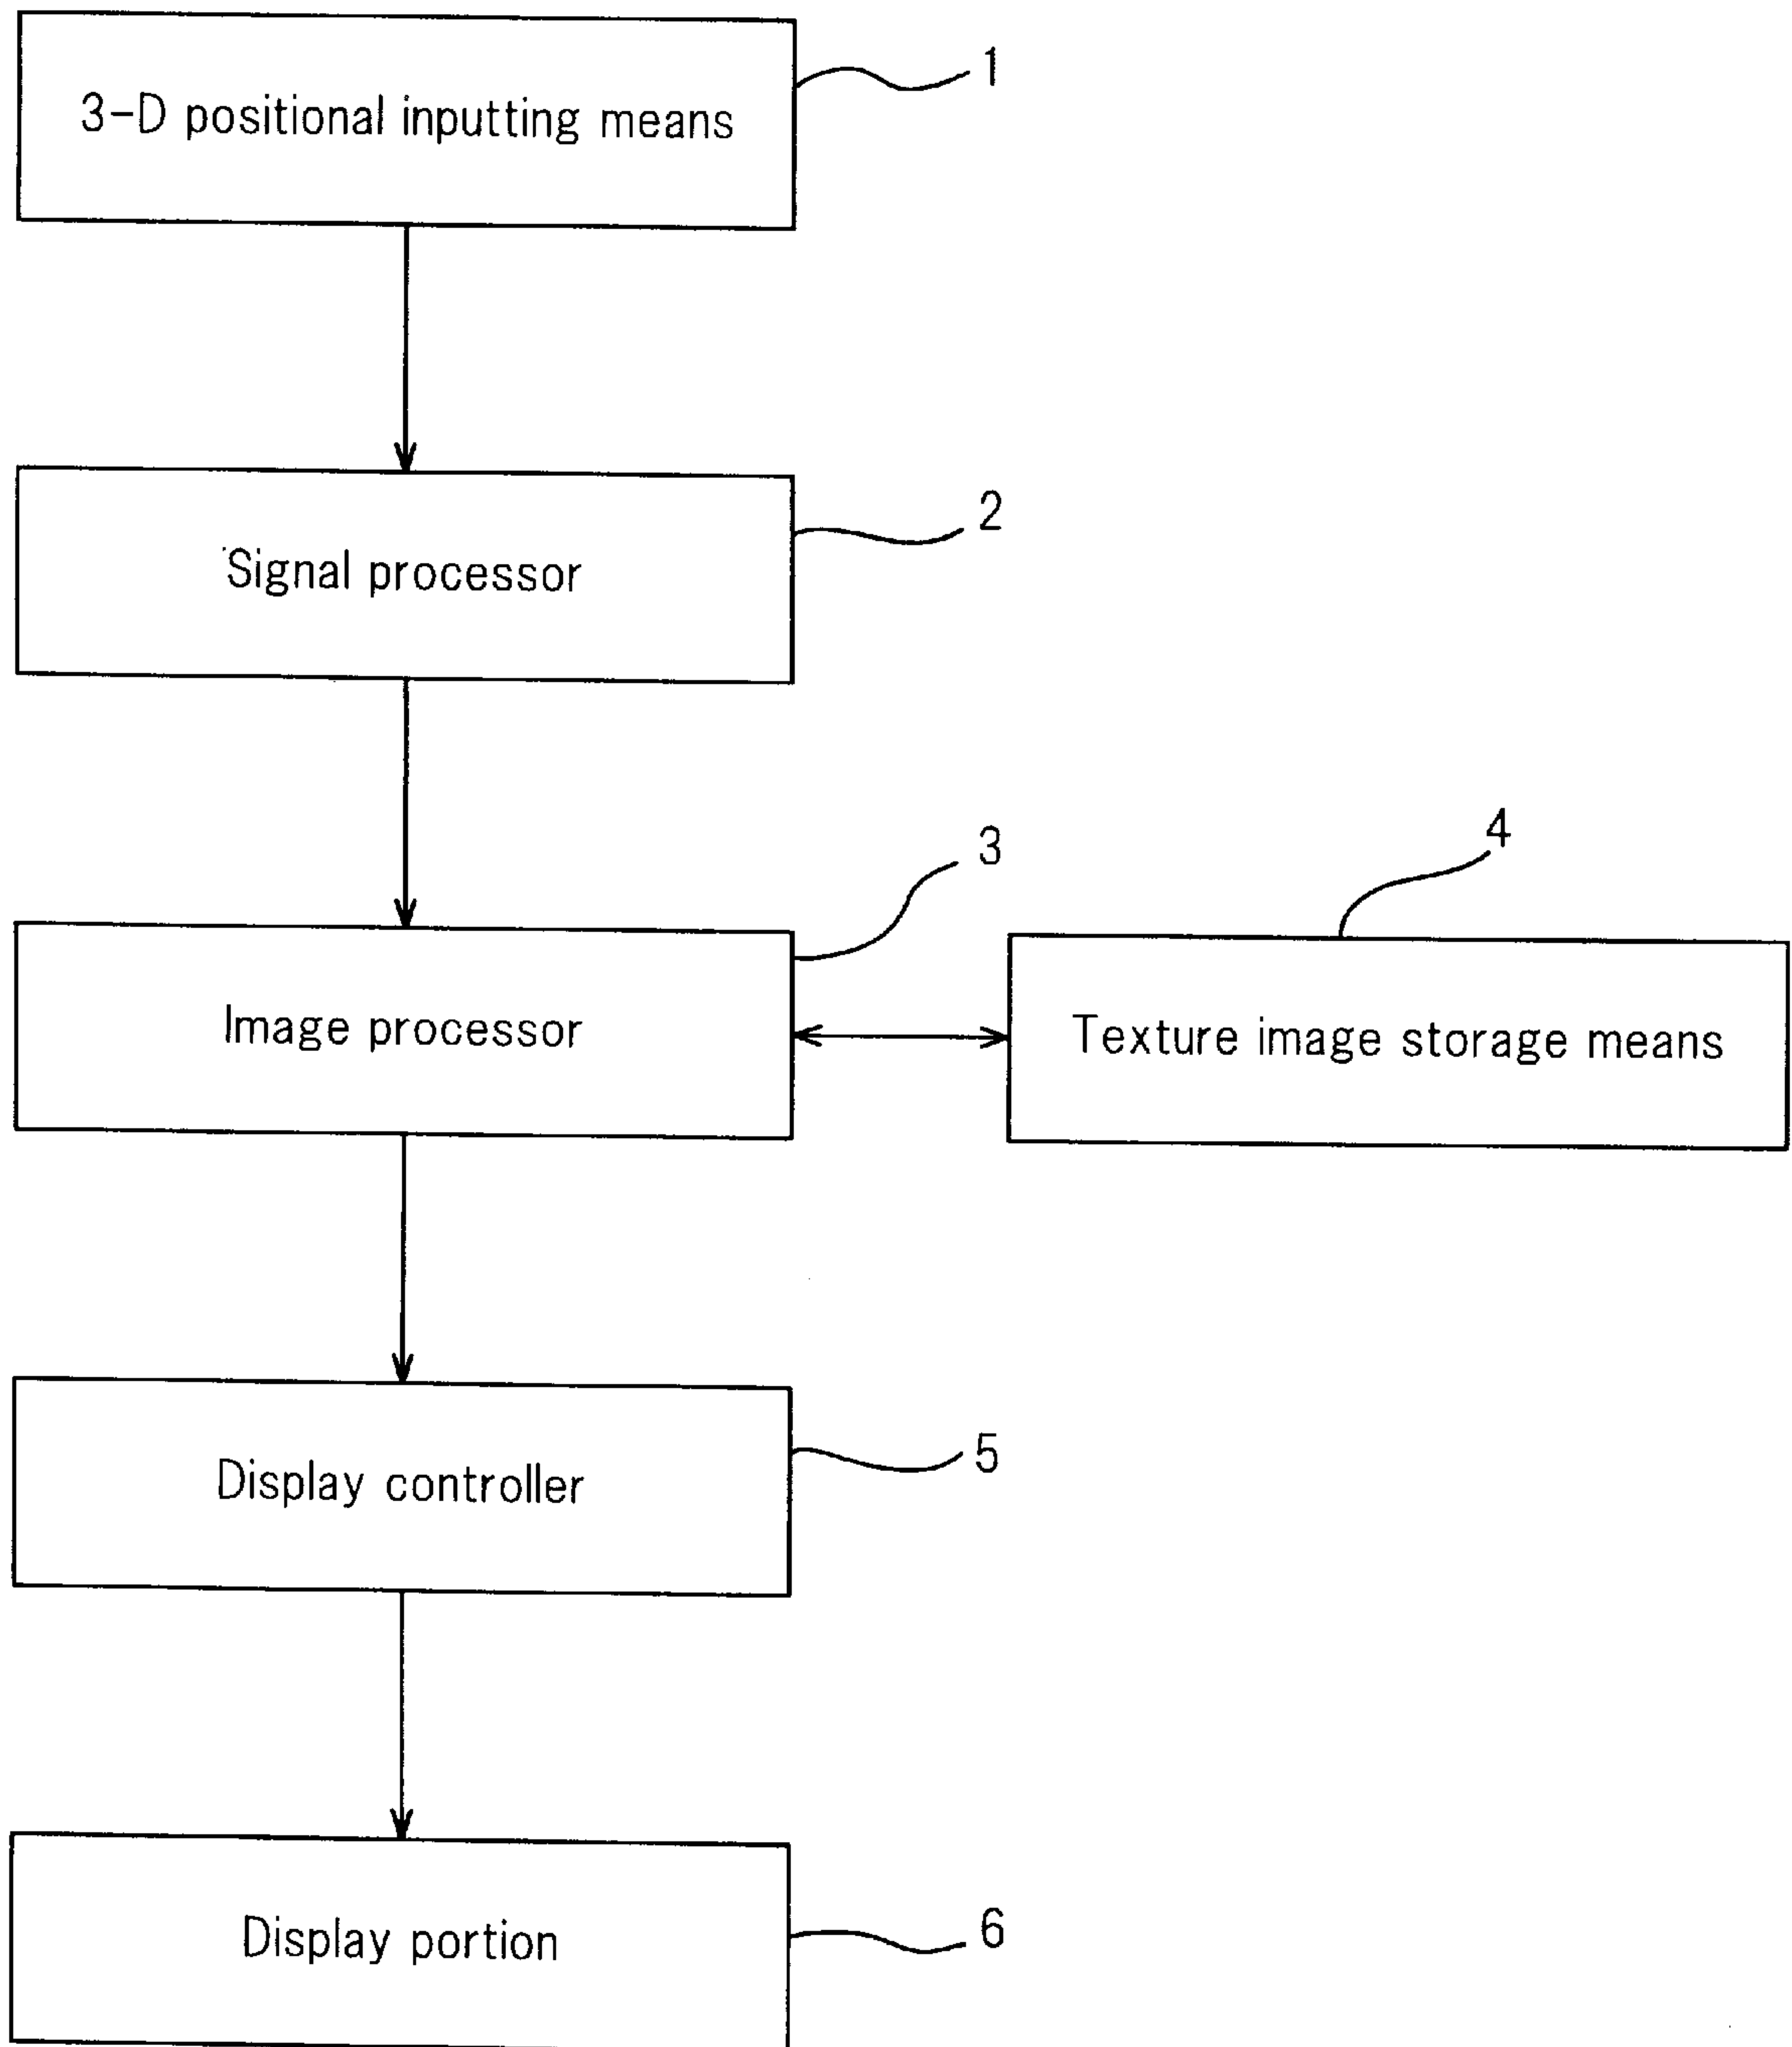 1
3-D positional inputting means
2
Signal processor
3
4
Image processor
Texture image storage means
5
Display controller
6
Display portion